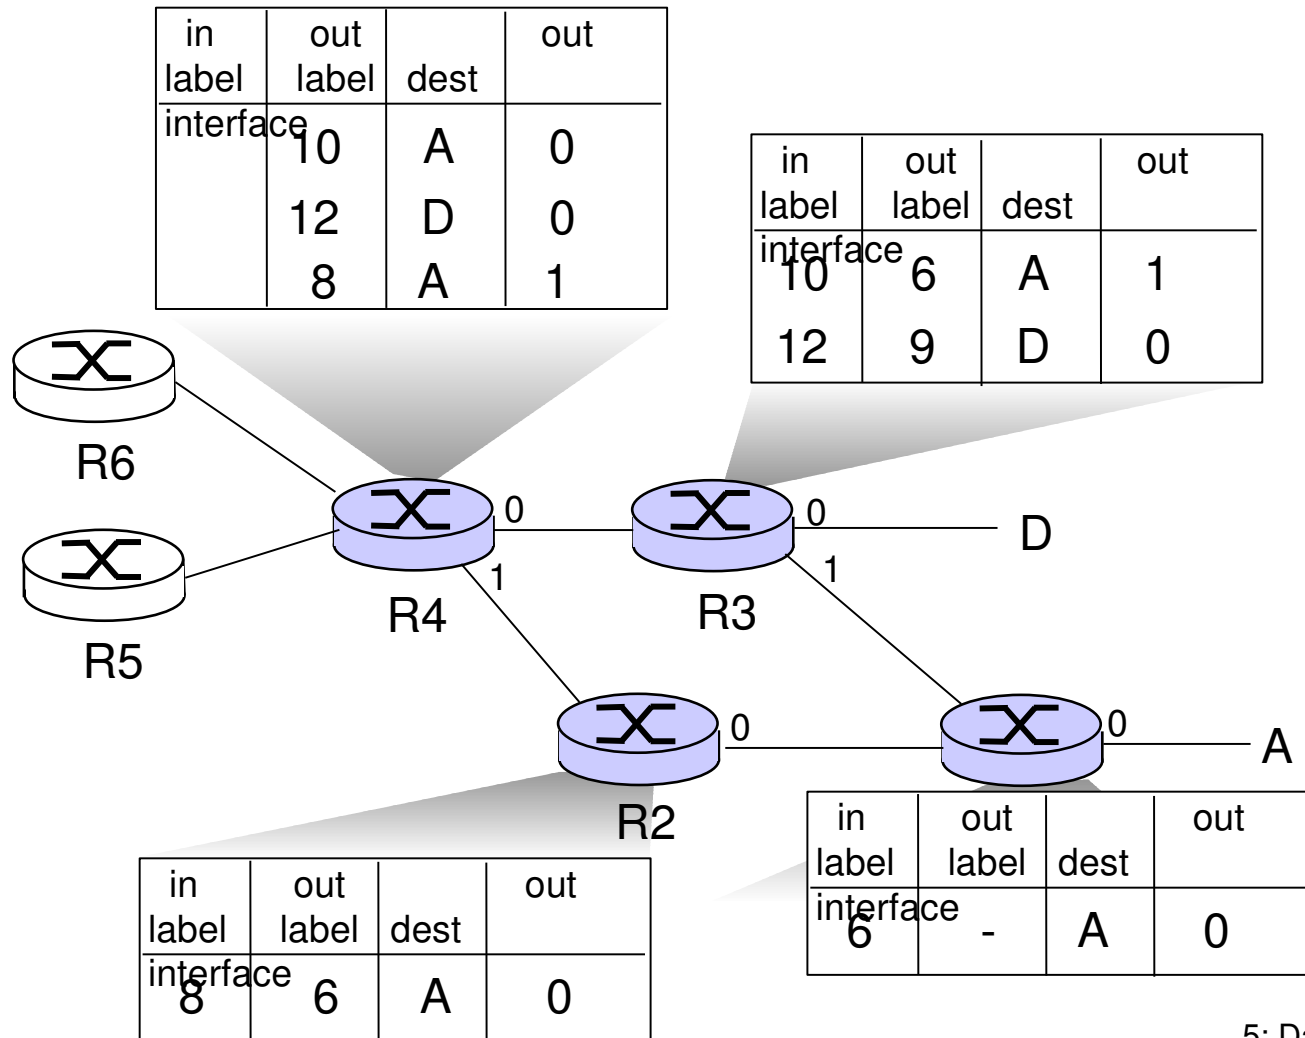 in out out
label label dest
interface
10 A 0
12 D 0
8 A 1
in out out
label label dest
interface
10 6 A 1
12 9 D 0
R6
R5
0
1
R4
0
1
R3
D
0
R2
0
A
in out out
label label dest
interface
8 6 A 0
in out out
label label dest
interface
6 - A 0